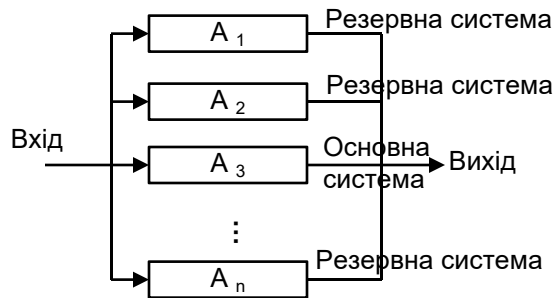 A 1 Резервна система
A 2 Резервна система
Вхід
A 3 Основна система Вихід
...
A n Резервна система